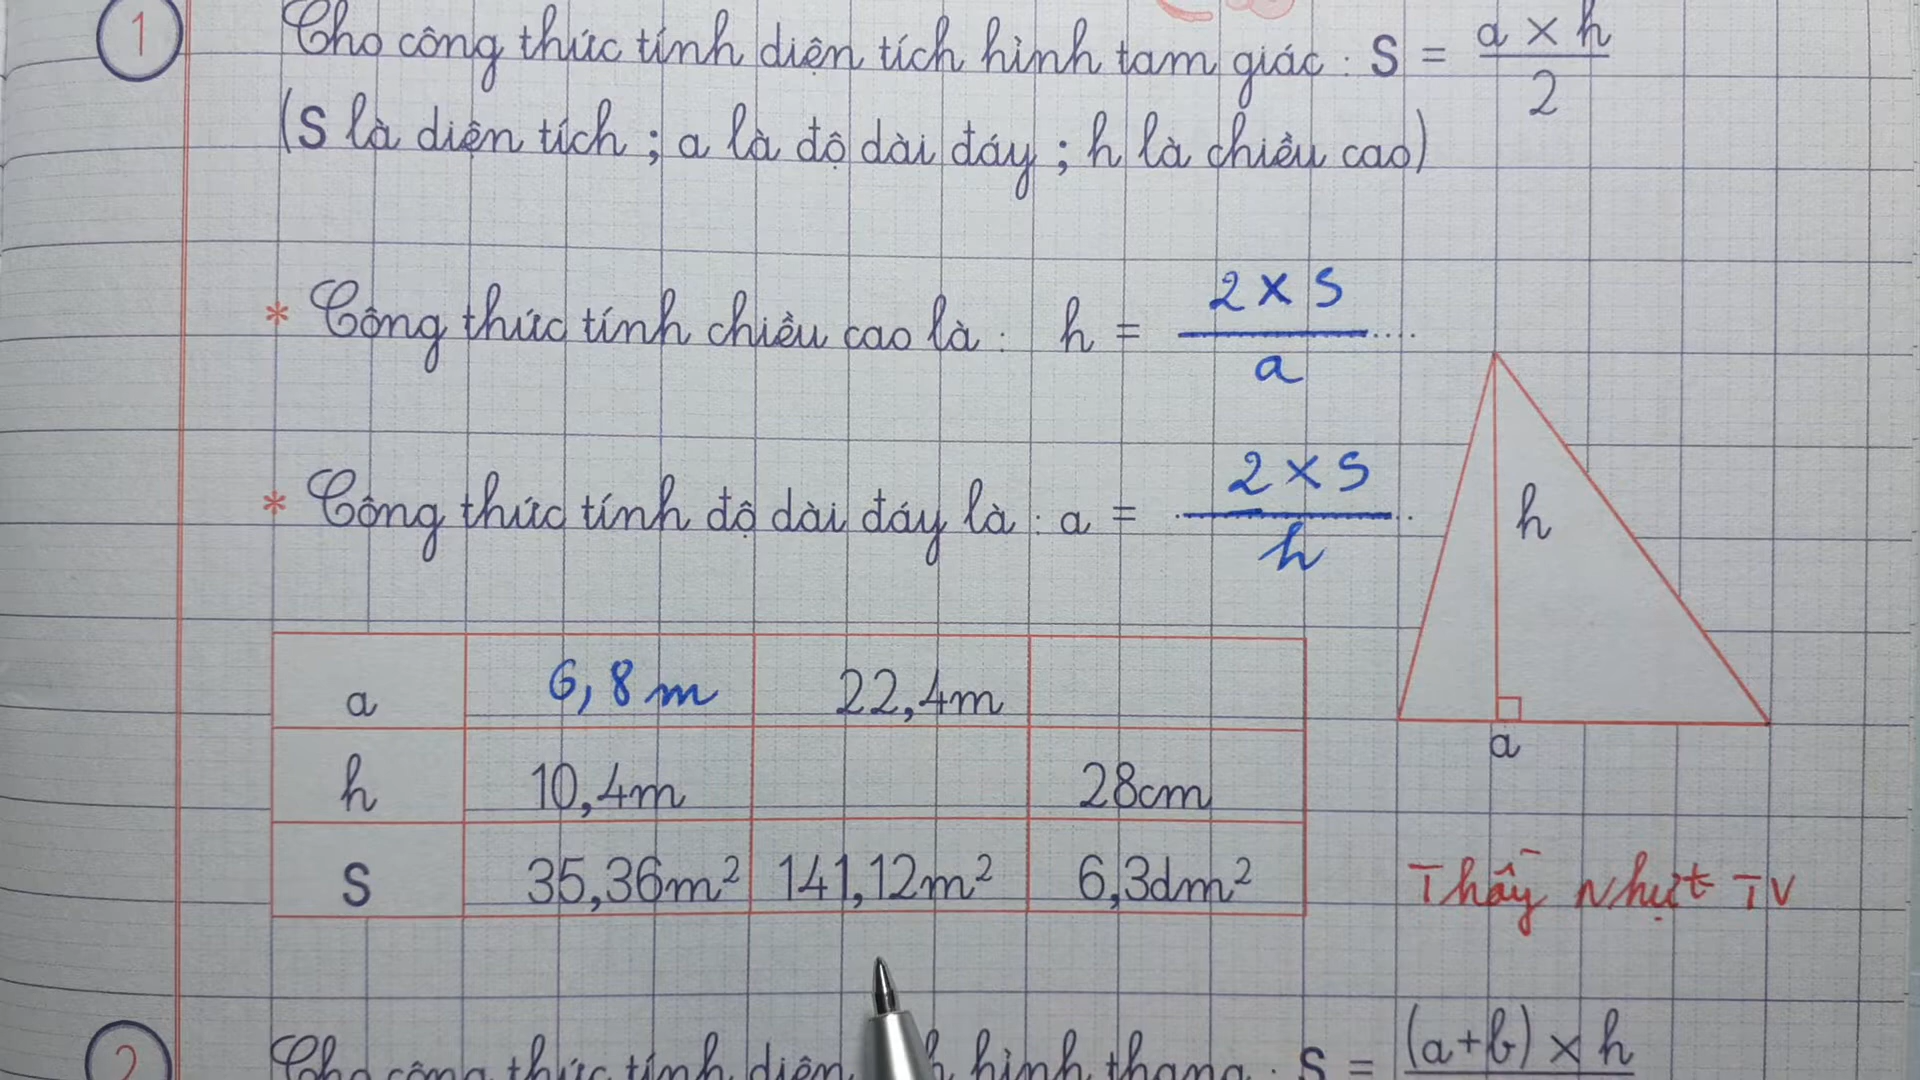 1 Cho công thức tính diện tích hình tam giác : S = a × h / 2
(S là diện tích ; a là độ dài đáy ; h là chiều cao)
* Công thức tính chiều cao là : h = 2 × S / a
* Công thức tính độ dài đáy là : a = 2 × S / h
h
a
a 6,8m 22,4m
h 10,4m 28cm
S 35,36m² 141,12m² 6,3dm²
Thầy Nhựt TV
2 Cho công thức tính diện hình thang : S = (a+b) × h